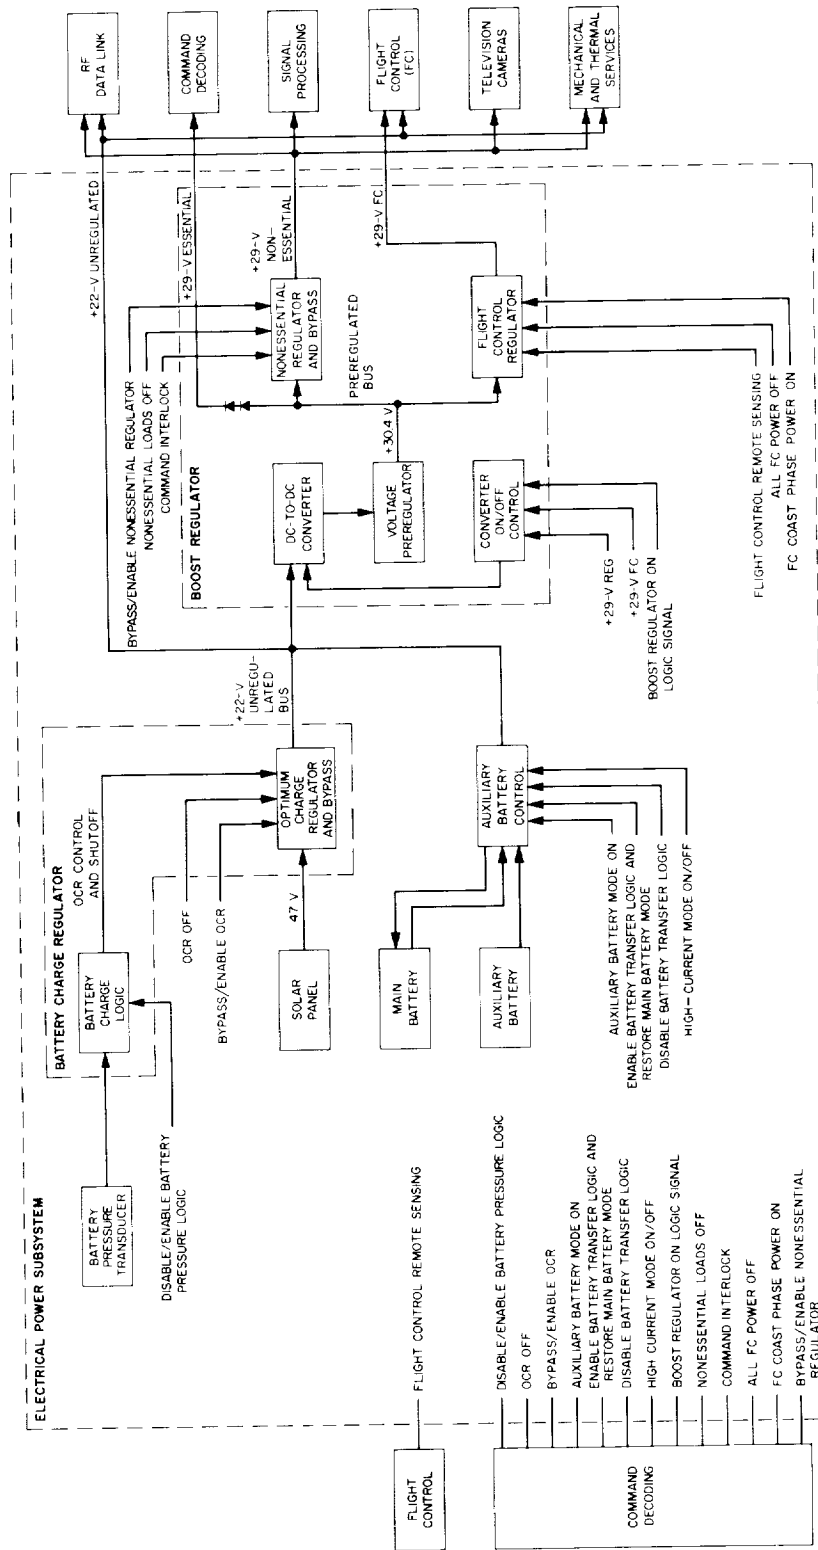 ELECTRICAL POWER SUBSYSTEM
BATTERY
PRESSURE
TRANSDUCER
DISABLE/ENABLE BATTERY
PRESSURE LOGIC
BATTERY CHARGE REGULATOR
BATTERY
CHARGE
LOGIC
OCR CONTROL
AND SHUTOFF
OCR OFF
BYPASS/ENABLE OCR
SOLAR
PANEL
47 V
OPTIMUM
CHARGE
REGULATOR
AND BYPASS
+22-V
UNREGU-
LATED
BUS
MAIN
BATTERY
AUXILIARY
BATTERY
AUXILIARY
BATTERY
CONTROL
AUXILIARY BATTERY MODE ON
ENABLE BATTERY TRANSFER LOGIC AND
RESTORE MAIN BATTERY MODE
DISABLE BATTERY TRANSFER LOGIC
HIGH-CURRENT MODE ON/OFF
+22-V UNREGULATED
BYPASS/ENABLE NONESSENTIAL REGULATOR
NONESSENTIAL LOADS OFF
COMMAND INTERLOCK
BOOST REGULATOR
DC-TO-DC
CONVERTER
VOLTAGE
PREREGULATOR
CONVERTER
ON/OFF
CONTROL
+29-V REG
+29-V FC
BOOST REGULATOR ON
LOGIC SIGNAL
+30.4 V
PREREGULATED
BUS
+29-V ESSENTIAL
NONESSENTIAL
REGULATOR
AND BYPASS
+29-V
NON-
ESSENTIAL
FLIGHT
CONTROL
REGULATOR
+29-V FC
FLIGHT CONTROL REMOTE SENSING
ALL FC POWER OFF
FC COAST PHASE POWER ON
RF
DATA LINK
COMMAND
DECODING
SIGNAL
PROCESSING
FLIGHT
CONTROL
(FC)
TELEVISION
CAMERAS
MECHANICAL
AND THERMAL
SERVICES
FLIGHT
CONTROL
FLIGHT CONTROL REMOTE SENSING
COMMAND
DECODING
DISABLE/ENABLE BATTERY PRESSURE LOGIC
OCR OFF
BYPASS/ENABLE OCR
AUXILIARY BATTERY MODE ON
ENABLE BATTERY TRANSFER LOGIC AND
RESTORE MAIN BATTERY MODE
DISABLE BATTERY TRANSFER LOGIC
HIGH CURRENT MODE ON/OFF
BOOST REGULATOR ON LOGIC SIGNAL
NONESSENTIAL LOADS OFF
COMMAND INTERLOCK
ALL FC POWER OFF
FC COAST PHASE POWER ON
BYPASS/ENABLE NONESSENTIAL
REGULATOR